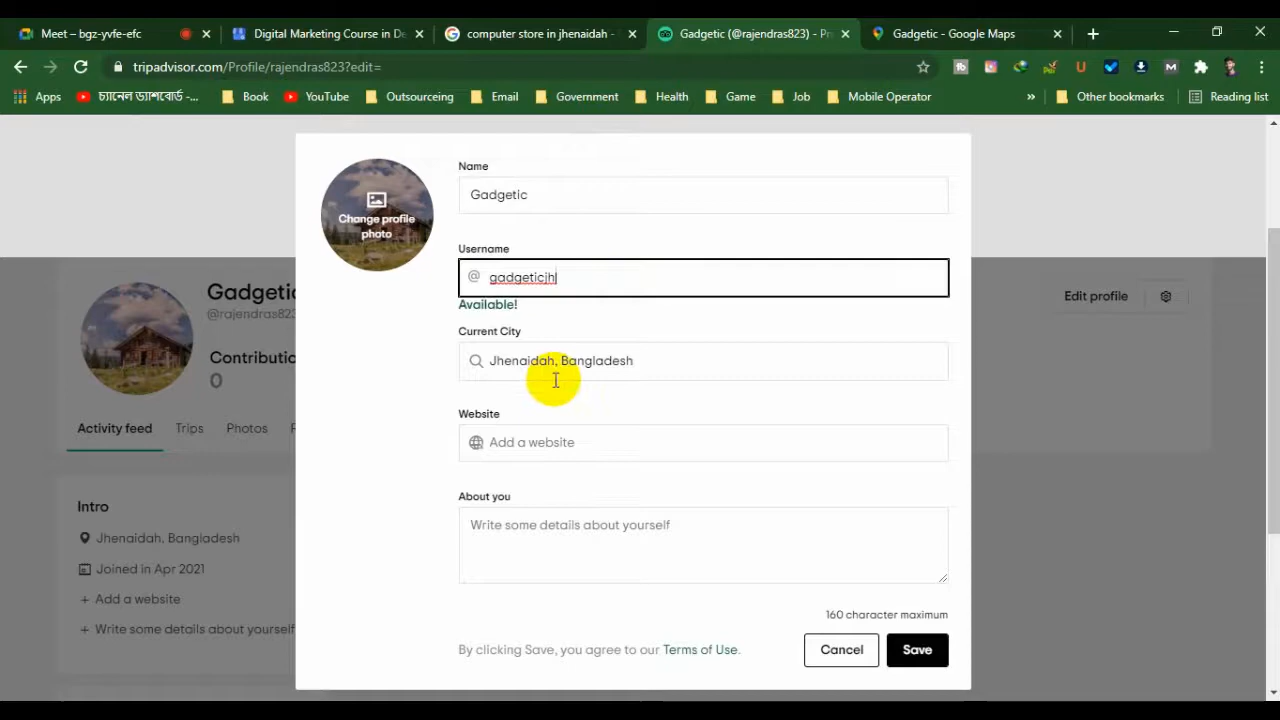 Meet – bgz-yvfe-efc
Digital Marketing Course in De
computer store in jhenaidah -
Gadgetic (@rajendras823) - Pr
Gadgetic - Google Maps
tripadvisor.com/Profile/rajendras823?edit=
Apps
চ্যানেল ড্যাশবোর্ড -...
Book
YouTube
Outsourceing
Email
Government
Health
Game
Job
Mobile Operator
»
Other bookmarks
Reading list
Change profile
photo
Name
Gadgetic
Username
@ gadgeticjh
Available!
Current City
Jhenaidah, Bangladesh
Website
Add a website
About you
Write some details about yourself
160 character maximum
By clicking Save, you agree to our Terms of Use.
Cancel
Save
Gadgetic
@rajendras823
Contributio
0
Edit profile
Activity feed
Trips
Photos
Intro
Jhenaidah, Bangladesh
Joined in Apr 2021
+ Add a website
+ Write some details about yourself